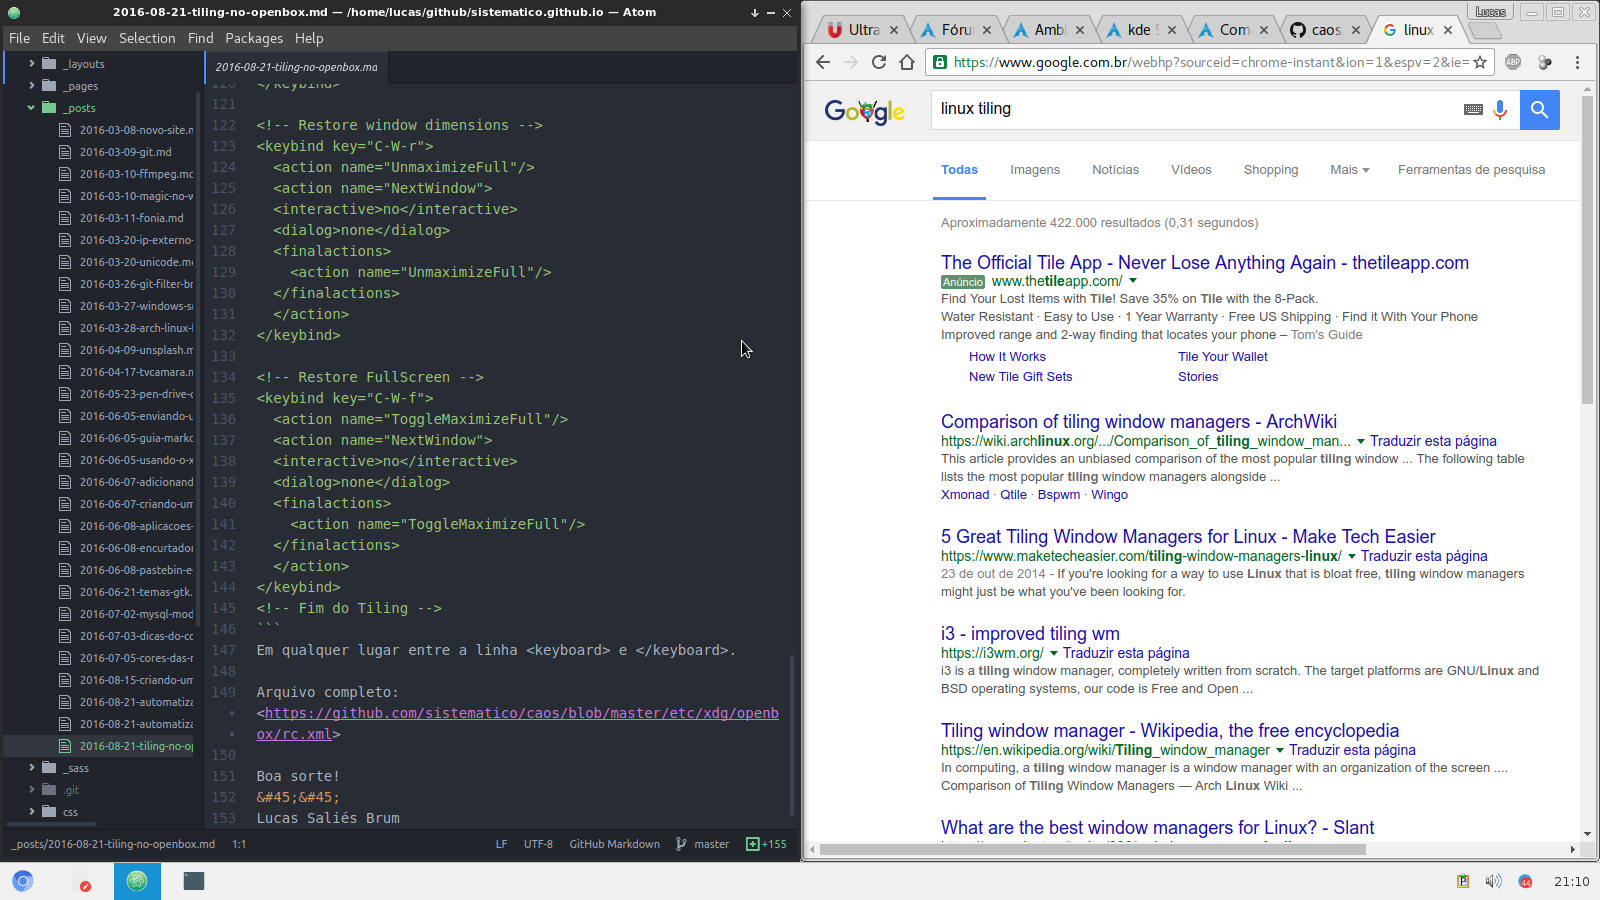 2016-08-21-tiling-no-openbox.md — /home/lucas/github/sistematico.github.io — Atom
File Edit View Selection Find Packages Help
_layouts
_pages
_posts
2016-03-08-novo-site.m
2016-03-09-git.md
2016-03-10-ffmpeg.md
2016-03-10-magic-no-w
2016-03-11-fonia.md
2016-03-20-ip-externo-
2016-03-20-unicode.md
2016-03-26-git-filter-br
2016-03-27-windows-s
2016-03-28-arch-linux-l
2016-04-09-unsplash.m
2016-04-17-tvcamara.n
2016-05-23-pen-drive-
2016-06-05-enviando-u
2016-06-05-guia-markd
2016-06-05-usando-o-x
2016-06-07-adicionand
2016-06-07-criando-um
2016-06-08-aplicacoes-
2016-06-08-encurtador
2016-06-08-pastebin-e
2016-06-21-temas-gtk.
2016-07-02-mysql-mod
2016-07-03-dicas-do-co
2016-07-05-cores-das-r
2016-08-15-criando-um
2016-08-21-automatiza
2016-08-21-automatiza
2016-08-21-tiling-no-op
_sass
.git
css
2016-08-21-tiling-no-openbox.md
120 </keybind>
121
122 <!-- Restore window dimensions -->
123 <keybind key="C-W-r">
124 <action name="UnmaximizeFull"/>
125 <action name="NextWindow">
126 <interactive>no</interactive>
127 <dialog>none</dialog>
128 <finalactions>
129 <action name="UnmaximizeFull"/>
130 </finalactions>
131 </action>
132 </keybind>
133
134 <!-- Restore FullScreen -->
135 <keybind key="C-W-f">
136 <action name="ToggleMaximizeFull"/>
137 <action name="NextWindow">
138 <interactive>no</interactive>
139 <dialog>none</dialog>
140 <finalactions>
141 <action name="ToggleMaximizeFull"/>
142 </finalactions>
143 </action>
144 </keybind>
145 <!-- Fim do Tiling -->
146 ```
147 Em qualquer lugar entre a linha <keyboard> e </keyboard>.
148
149 Arquivo completo:
• <https://github.com/sistematico/caos/blob/master/etc/xdg/openb
• ox/rc.xml>
150
151 Boa sorte!
152 &#45;&#45;
153 Lucas Saliés Brum
_posts/2016-08-21-tiling-no-openbox.md 1:1 LF UTF-8 GitHub Markdown master +155
Lucas
Ultra Fóru Ambi kde Com caos linux
https://www.google.com.br/webhp?sourceid=chrome-instant&ion=1&espv=2&ie=
ABP
Google
linux tiling
Todas Imagens Notícias Vídeos Shopping Mais Ferramentas de pesquisa
Aproximadamente 422.000 resultados (0,31 segundos)
The Official Tile App - Never Lose Anything Again - thetileapp.com
Anúncio www.thetileapp.com/
Find Your Lost Items with Tile! Save 35% on Tile with the 8-Pack.
Water Resistant · Easy to Use · 1 Year Warranty · Free US Shipping · Find it With Your Phone
Improved range and 2-way finding that locates your phone – Tom's Guide
How It Works Tile Your Wallet
New Tile Gift Sets Stories
Comparison of tiling window managers - ArchWiki
https://wiki.archlinux.org/.../Comparison_of_tiling_window_man... Traduzir esta página
This article provides an unbiased comparison of the most popular tiling window ... The following table
lists the most popular tiling window managers alongside ...
Xmonad · Qtile · Bspwm · Wingo
5 Great Tiling Window Managers for Linux - Make Tech Easier
https://www.maketecheasier.com/tiling-window-managers-linux/ Traduzir esta página
23 de out de 2014 - If you're looking for a way to use Linux that is bloat free, tiling window managers
might just be what you've been looking for.
i3 - improved tiling wm
https://i3wm.org/ Traduzir esta página
i3 is a tiling window manager, completely written from scratch. The target platforms are GNU/Linux and
BSD operating systems, our code is Free and Open ...
Tiling window manager - Wikipedia, the free encyclopedia
https://en.wikipedia.org/wiki/Tiling_window_manager Traduzir esta página
In computing, a tiling window manager is a window manager with an organization of the screen ....
Comparison of Tiling Window Managers — Arch Linux Wiki ...
What are the best window managers for Linux? - Slant
44
21:10